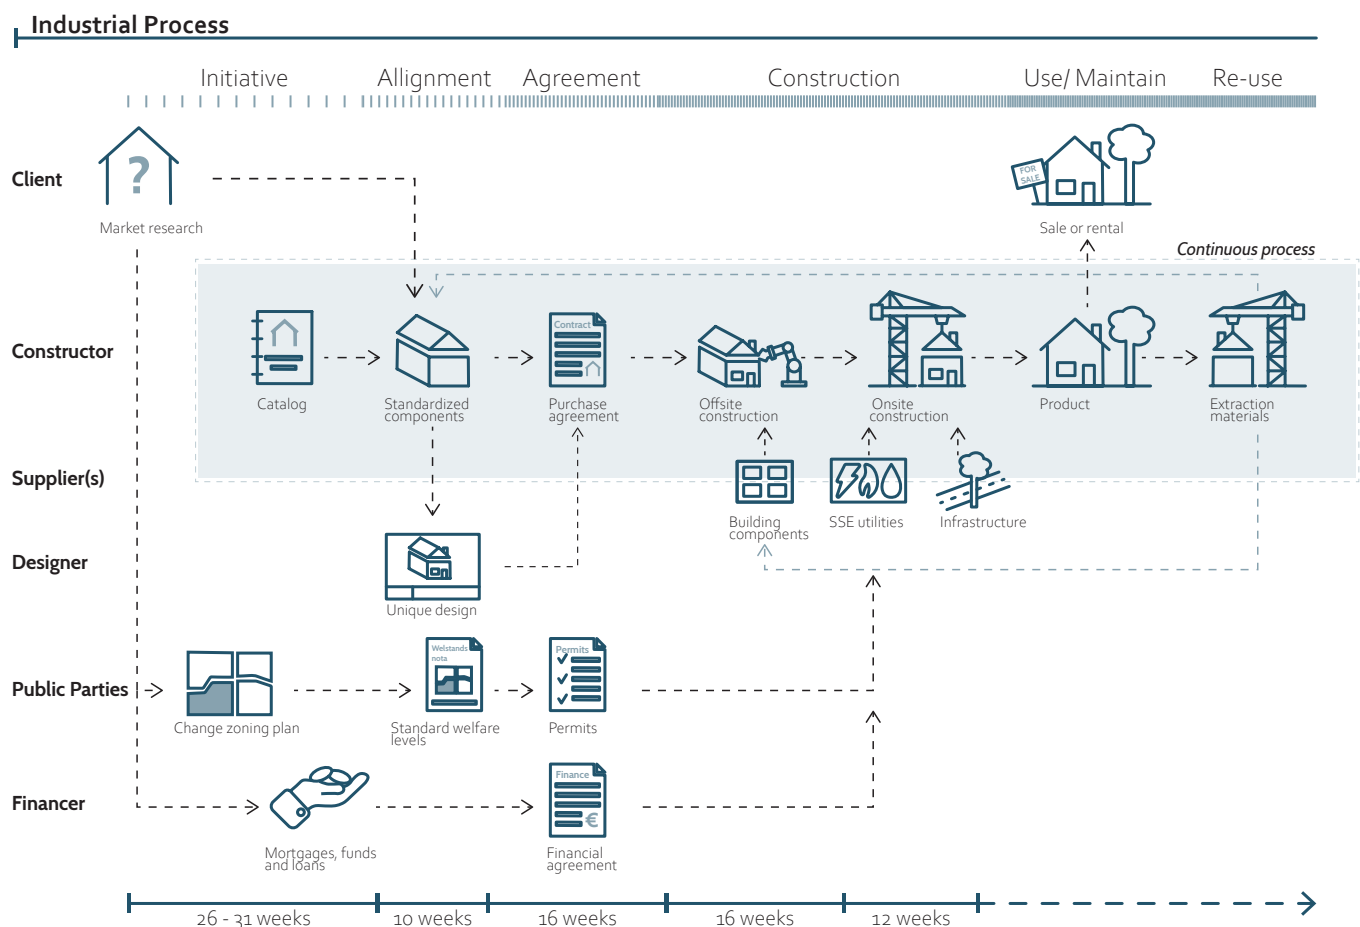 Industrial Process
Initiative
Allignment
Agreement
Construction
Use/ Maintain
Re-use
Client
?
Market research
FOR
SALE
Sale or rental
Continuous process
Constructor
Catalog
Standardized
components
Contract
Purchase
agreement
Offsite
construction
Onsite
construction
Product
Extraction
materials
Supplier(s)
Building
components
SSE utilities
Infrastructure
Designer
Unique design
Public Parties
Change zoning plan
Welstands
nota
Standard welfare
levels
Permits
Permits
Financer
Mortgages, funds
and loans
Finance
€
Financial
agreement
26 - 31 weeks
10 weeks
16 weeks
16 weeks
12 weeks